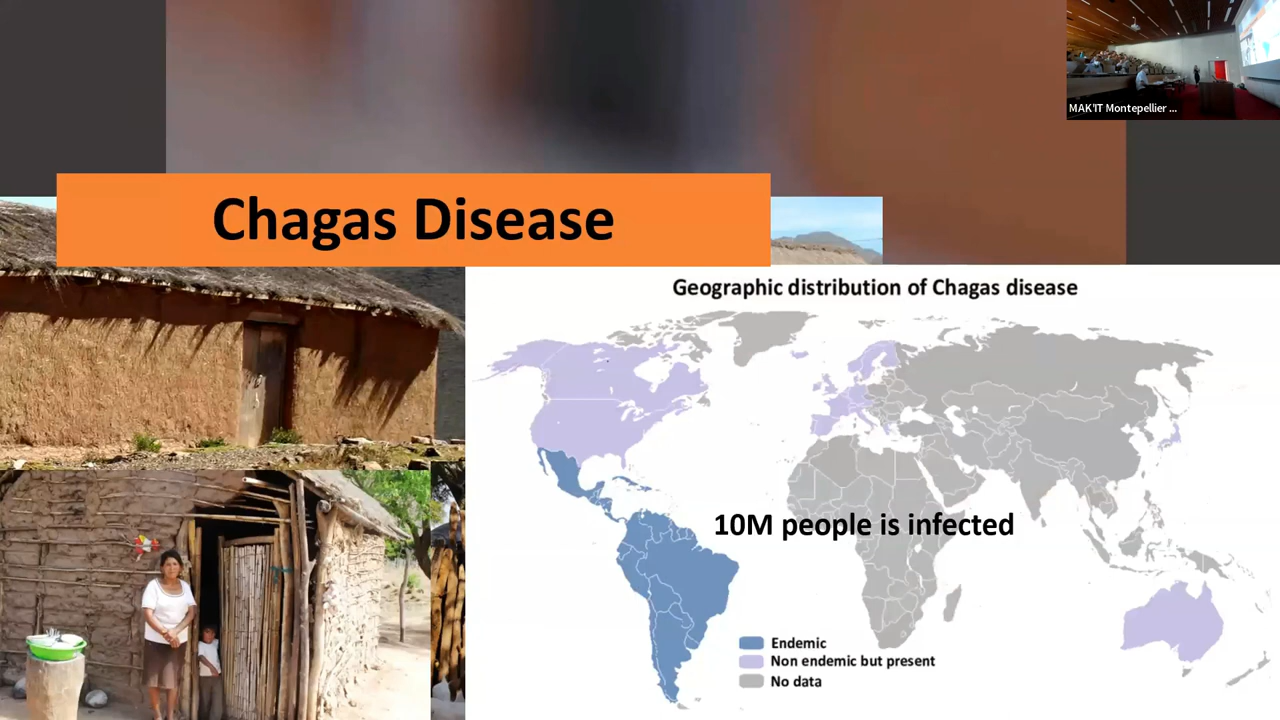 MAK'IT Montepellier ...
Chagas Disease
Geographic distribution of Chagas disease
10M people is infected
Endemic
Non endemic but present
No data